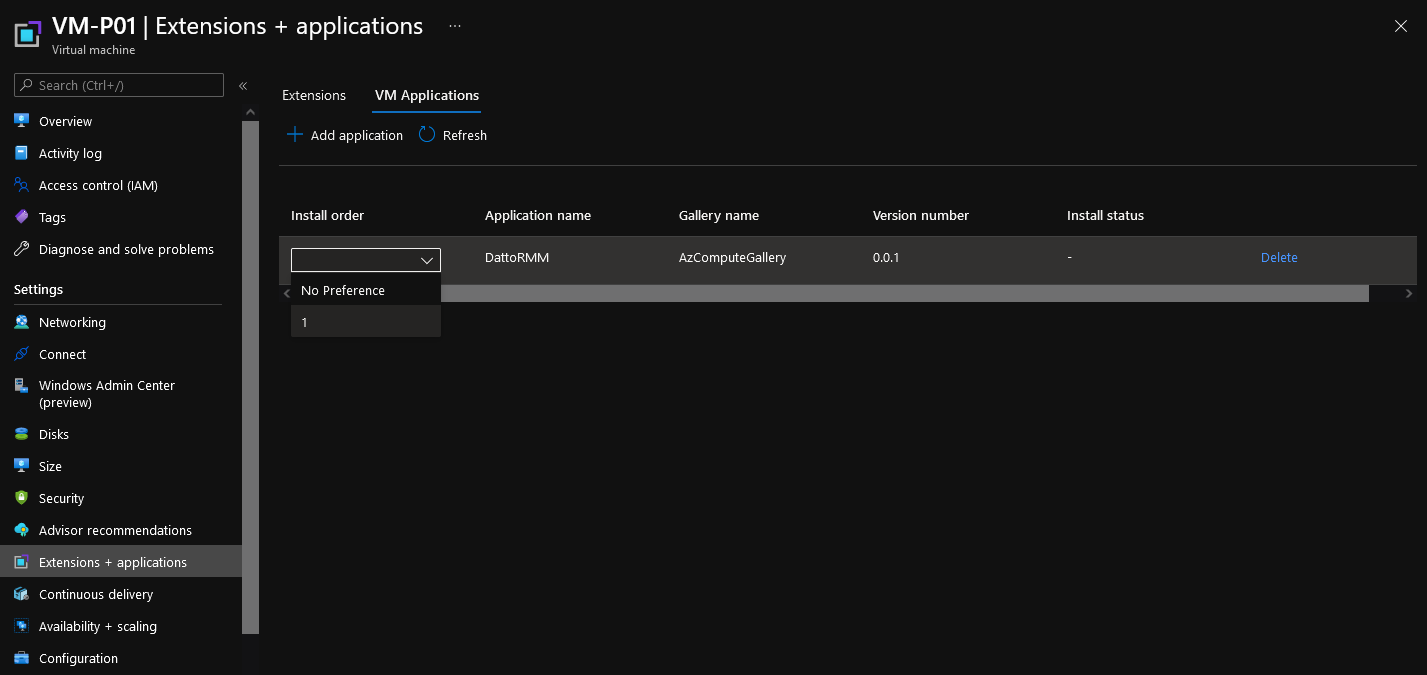 VM-P01 | Extensions + applications ...
Virtual machine
Search (Ctrl+/)
«
Overview
Activity log
Access control (IAM)
Tags
Diagnose and solve problems
Settings
Networking
Connect
Windows Admin Center
(preview)
Disks
Size
Security
Advisor recommendations
Extensions + applications
Continuous delivery
Availability + scaling
Configuration
Extensions VM Applications
Add application Refresh
Install order Application name Gallery name Version number Install status
DattoRMM AzComputeGallery 0.0.1 - Delete
No Preference
1